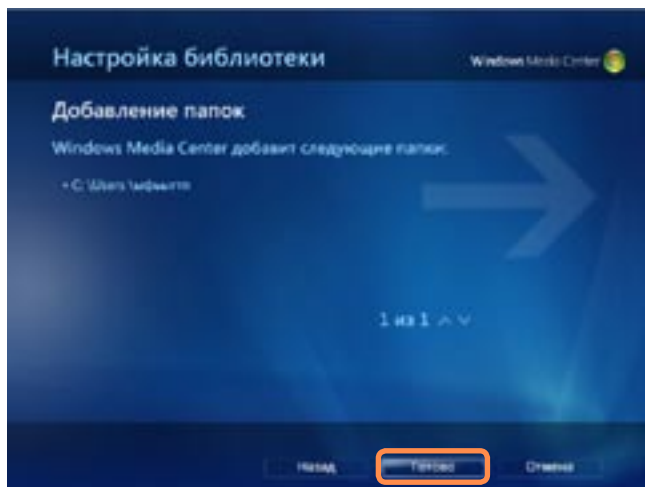 Настройка библиотеки
Windows Media Center
Добавление папок
Windows Media Center добавит следующие папки:
• C:\Users\
1 из 1
Назад
Готово
Отмена